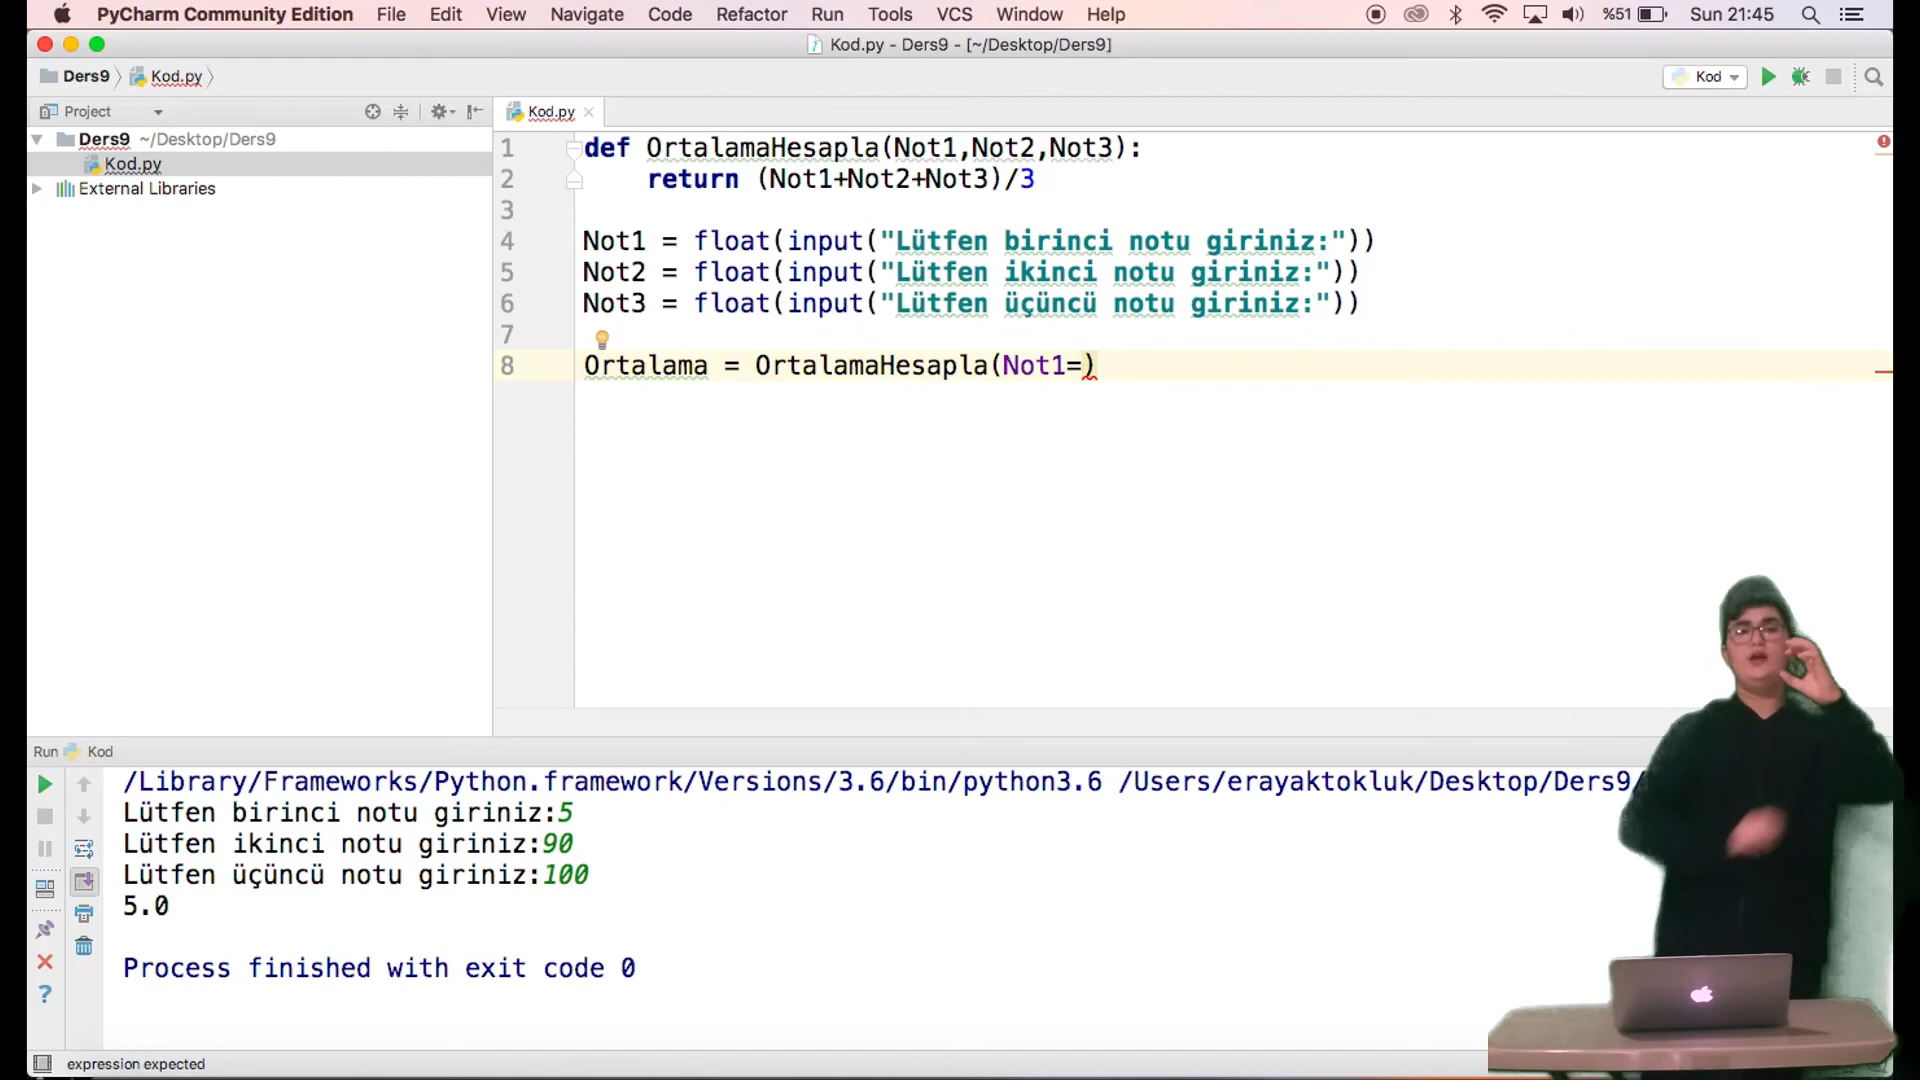 PyCharm Community Edition File Edit View Navigate Code Refactor Run Tools VCS Window Help %51 Sun 21:45
Kod.py - Ders9 - [~/Desktop/Ders9]
Ders9 Kod.py Kod
Project Kod.py
Ders9 ~/Desktop/Ders9
Kod.py
External Libraries
1 def OrtalamaHesapla(Not1,Not2,Not3):
2 return (Not1+Not2+Not3)/3
3
4 Not1 = float(input("Lütfen birinci notu giriniz:"))
5 Not2 = float(input("Lütfen ikinci notu giriniz:"))
6 Not3 = float(input("Lütfen üçüncü notu giriniz:"))
7
8 Ortalama = OrtalamaHesapla(Not1=)
Run Kod
/Library/Frameworks/Python.framework/Versions/3.6/bin/python3.6 /Users/erayaktokluk/Desktop/Ders9/
Lütfen birinci notu giriniz:5
Lütfen ikinci notu giriniz:90
Lütfen üçüncü notu giriniz:100
5.0
Process finished with exit code 0
expression expected